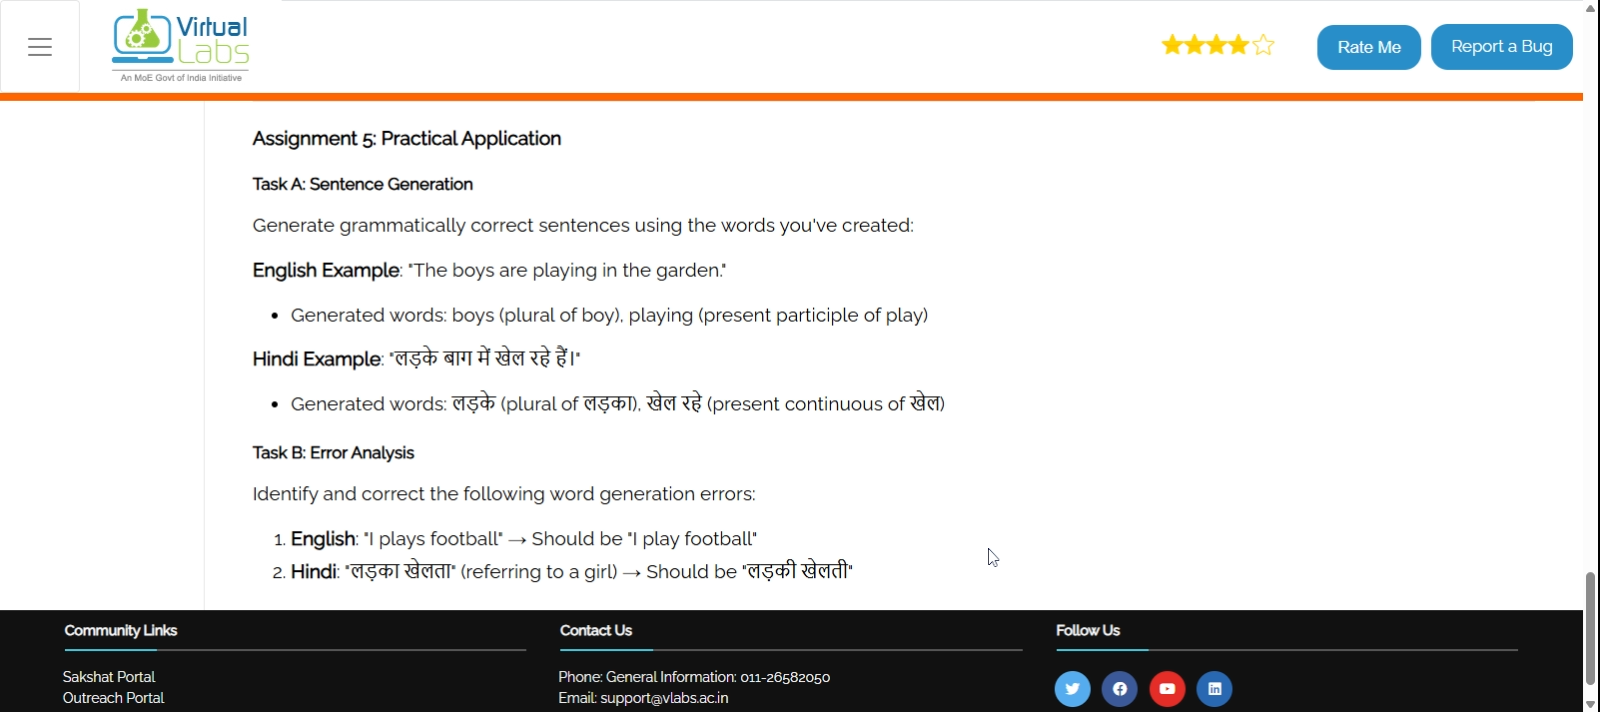 Virtual
Labs
An MoE Govt of India Initiative
Rate Me
Report a Bug
Assignment 5: Practical Application
Task A: Sentence Generation
Generate grammatically correct sentences using the words you've created:
English Example: "The boys are playing in the garden."
• Generated words: boys (plural of boy), playing (present participle of play)
Hindi Example: "लड़के बाग में खेल रहे हैं।"
• Generated words: लड़के (plural of लड़का), खेल रहे (present continuous of खेल)
Task B: Error Analysis
Identify and correct the following word generation errors:
1. English: "I plays football" → Should be "I play football"
2. Hindi: "लड़का खेलता" (referring to a girl) → Should be "लड़की खेलती"
Community Links
Sakshat Portal
Outreach Portal
Contact Us
Phone: General Information: 011-26582050
Email: support@vlabs.ac.in
Follow Us